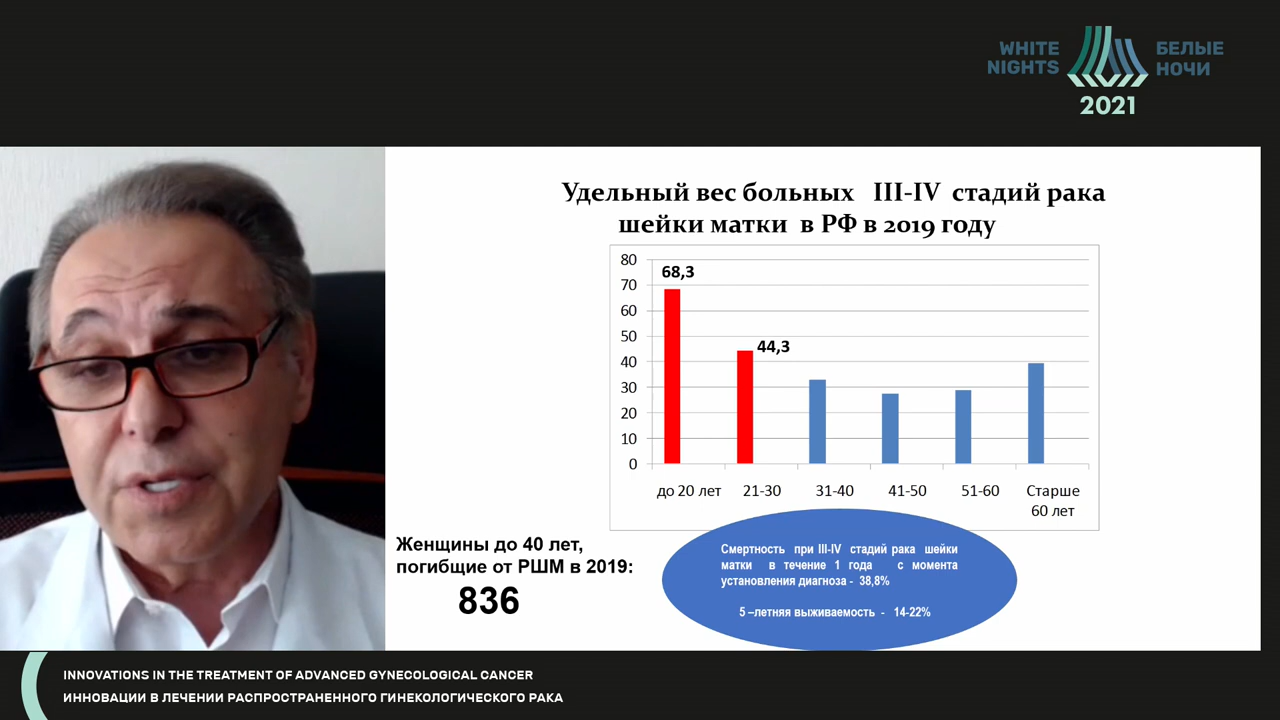 WHITE
NIGHTS
БЕЛЫЕ
НОЧИ
2021
Удельный вес больных III-IV стадий рака
шейки матки в РФ в 2019 году
80
70
60
50
40
30
20
10
0
68,3
44,3
до 20 лет
21-30
31-40
41-50
51-60
Старше
60 лет
Женщины до 40 лет,
погибщие от РШМ в 2019:
836
Смертность при III-IV стадий рака шейки
матки в течение 1 года с момента
установления диагноза - 38,8%
5 –летняя выживаемость - 14-22%
INNOVATIONS IN THE TREATMENT OF ADVANCED GYNECOLOGICAL CANCER
ИННОВАЦИИ В ЛЕЧЕНИИ РАСПРОСТРАНЕННОГО ГИНЕКОЛОГИЧЕСКОГО РАКА